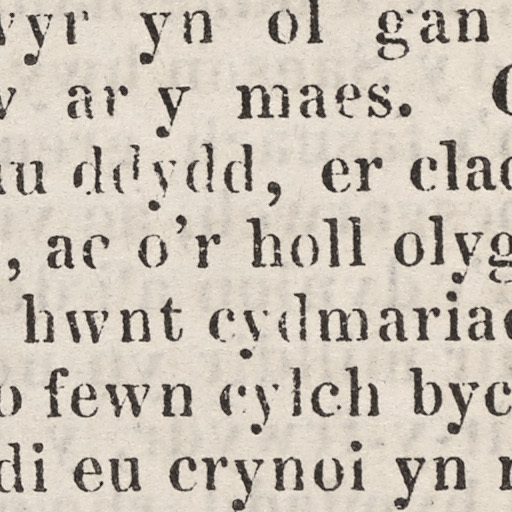 wyr yn ol gan
w ar y maes.
au ddydd, er clad
, ac o'r holl olyg
hwnt cydmariae
o fewn cylch byc
di eu crynoi yn